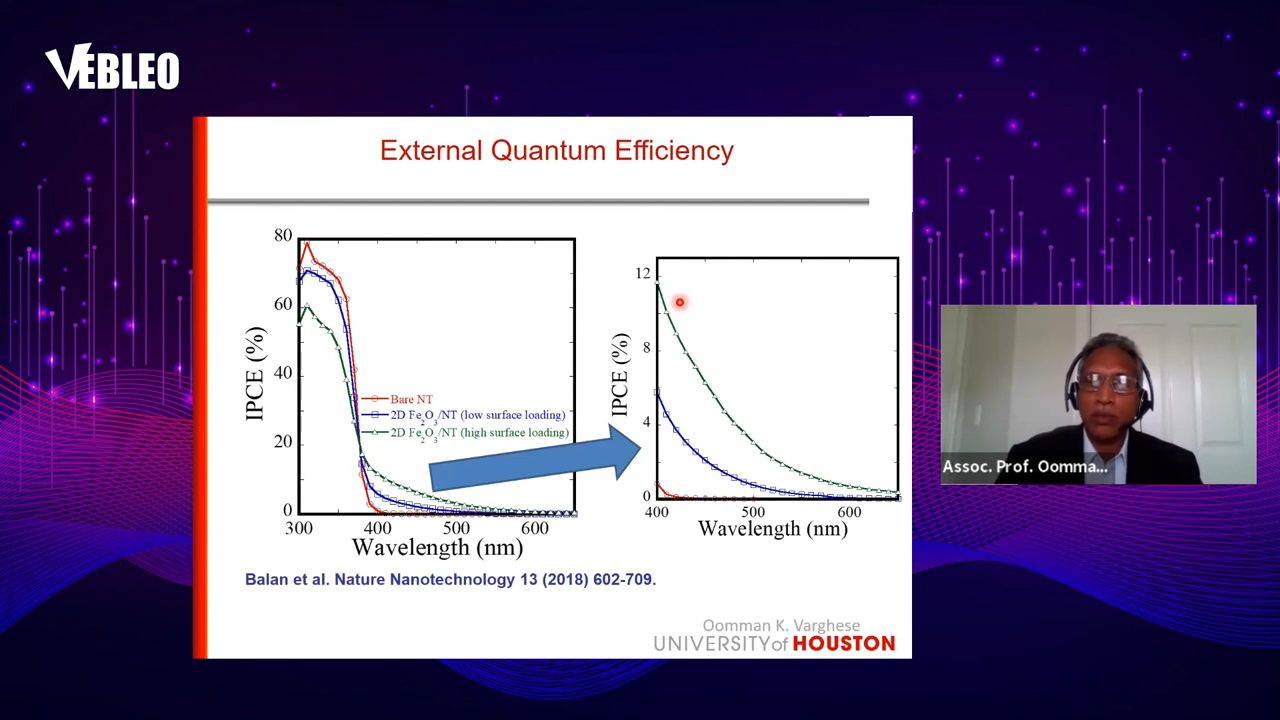 VEBLEO
External Quantum Efficiency
80
60
40
20
0
300
400
500
600
IPCE (%)
Wavelength (nm)
Bare NT
2D Fe2O3/NT (low surface loading)
2D Fe2O3/NT (high surface loading)
12
8
4
0
400
500
600
IPCE (%)
Wavelength (nm)
Balan et al. Nature Nanotechnology 13 (2018) 602-709.
Oomman K. Varghese
UNIVERSITY of HOUSTON
Assoc. Prof. Oomma...